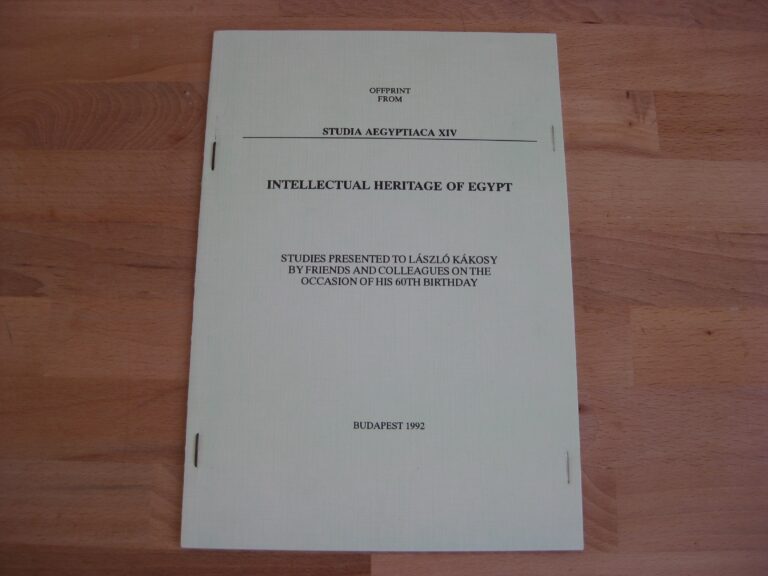 OFFPRINT
FROM
STUDIA AEGYPTIACA XIV
INTELLECTUAL HERITAGE OF EGYPT
STUDIES PRESENTED TO LÁSZLÓ KÁKOSY
BY FRIENDS AND COLLEAGUES ON THE
OCCASION OF HIS 60TH BIRTHDAY
BUDAPEST 1992